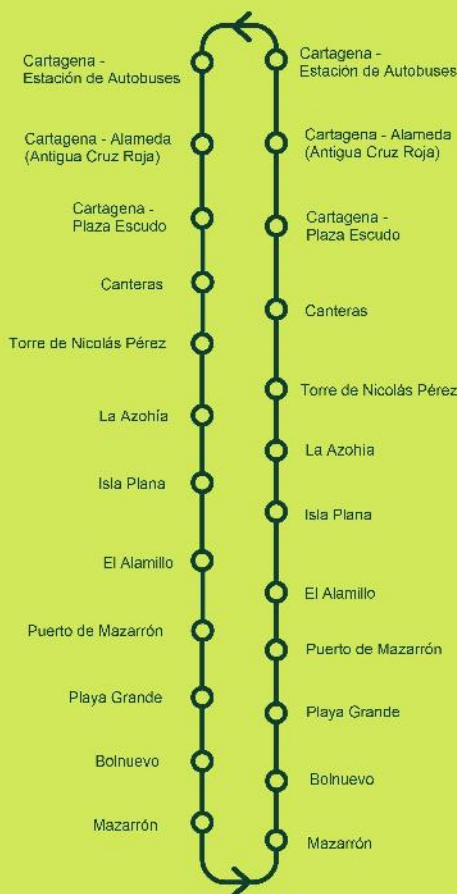 Cartagena -
Estación de Autobuses
Cartagena - Alameda
(Antigua Cruz Roja)
Cartagena -
Plaza Escudo
Canteras
Torre de Nicolás Pérez
La Azohía
Isla Plana
El Alamillo
Puerto de Mazarrón
Playa Grande
Bolnuevo
Mazarrón
Cartagena -
Estación de Autobuses
Cartagena - Alameda
(Antigua Cruz Roja)
Cartagena -
Plaza Escudo
Canteras
Torre de Nicolás Pérez
La Azohia
Isla Plana
El Alamillo
Puerto de Mazarrón
Playa Grande
Bolnuevo
Mazarrón